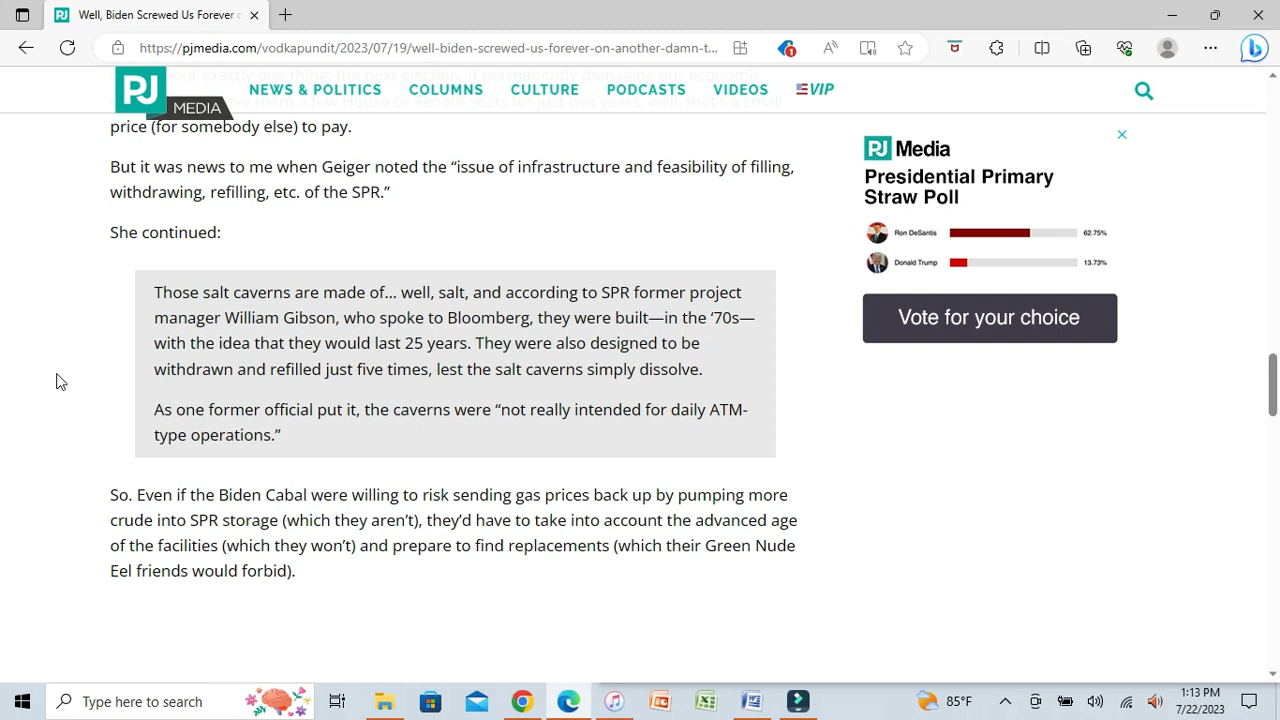 Well, Biden Screwed Us Forever o
https://pjmedia.com/vodkapundit/2023/07/19/well-biden-screwed-us-forever-on-another-damn-t...
PJ MEDIA
NEWS & POLITICS COLUMNS CULTURE PODCASTS VIDEOS VIP
price (for somebody else) to pay.
But it was news to me when Geiger noted the “issue of infrastructure and feasibility of filling,
withdrawing, refilling, etc. of the SPR.”
She continued:
Those salt caverns are made of… well, salt, and according to SPR former project
manager William Gibson, who spoke to Bloomberg, they were built—in the ‘70s—
with the idea that they would last 25 years. They were also designed to be
withdrawn and refilled just five times, lest the salt caverns simply dissolve.
As one former official put it, the caverns were “not really intended for daily ATM-
type operations.”
So. Even if the Biden Cabal were willing to risk sending gas prices back up by pumping more
crude into SPR storage (which they aren’t), they’d have to take into account the advanced age
of the facilities (which they won’t) and prepare to find replacements (which their Green Nude
Eel friends would forbid).
PJ Media
Presidential Primary
Straw Poll
Ron DeSantis 62.75%
Donald Trump 13.73%
Vote for your choice
Type here to search
85°F
1:13 PM
7/22/2023